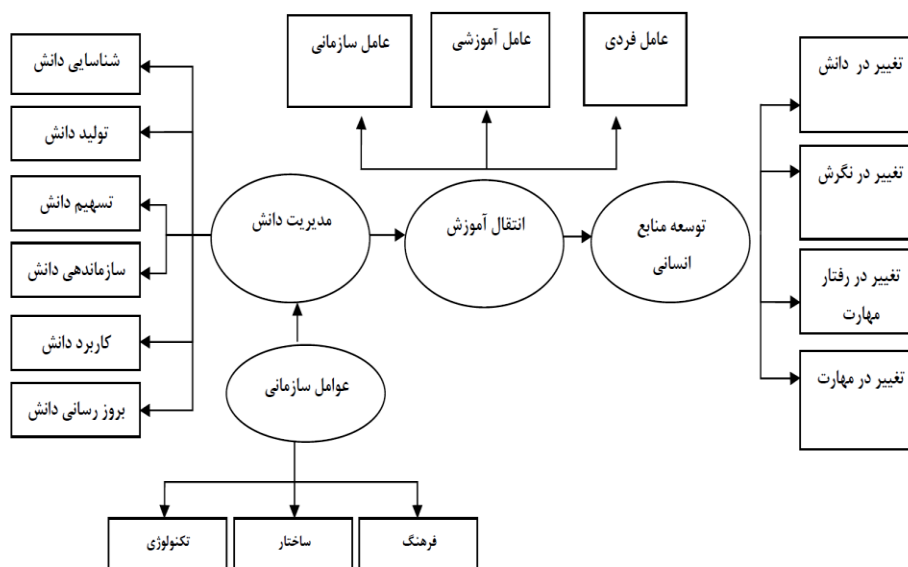 عامل فردی
عامل آموزشی
عامل سازمانی
تغییر در دانش
تغییر در نگرش
تغییر در رفتار
مهارت
تغییر در مهارت
توسعه منابع
انسانی
انتقال آموزش
مدیریت دانش
عوامل سازمانی
شناسایی دانش
تولید دانش
تسهیم دانش
سازماندهی دانش
کاربرد دانش
بروز رسانی دانش
فرهنگ
ساختار
تکنولوژی